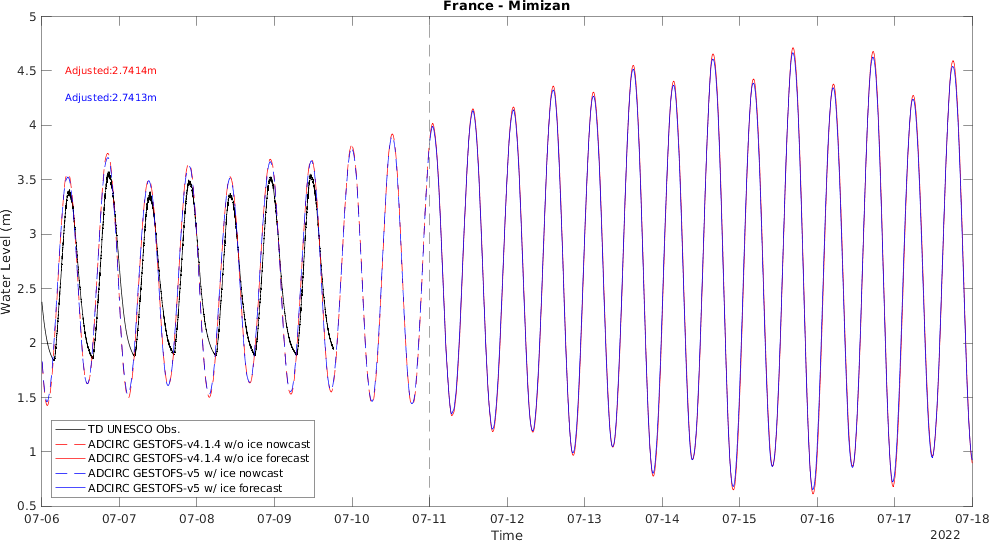 France - Mimizan
5
4.5
4
3.5
3
2.5
2
1.5
1
0.5
Water Level (m)
Adjusted:2.7414m
Adjusted:2.7413m
TD UNESCO Obs.
ADCIRC GESTOFS-v4.1.4 w/o ice nowcast
ADCIRC GESTOFS-v4.1.4 w/o ice forecast
ADCIRC GESTOFS-v5 w/ ice nowcast
ADCIRC GESTOFS-v5 w/ ice forecast
07-06 07-07 07-08 07-09 07-10 07-11 07-12 07-13 07-14 07-15 07-16 07-17 07-18
Time
2022